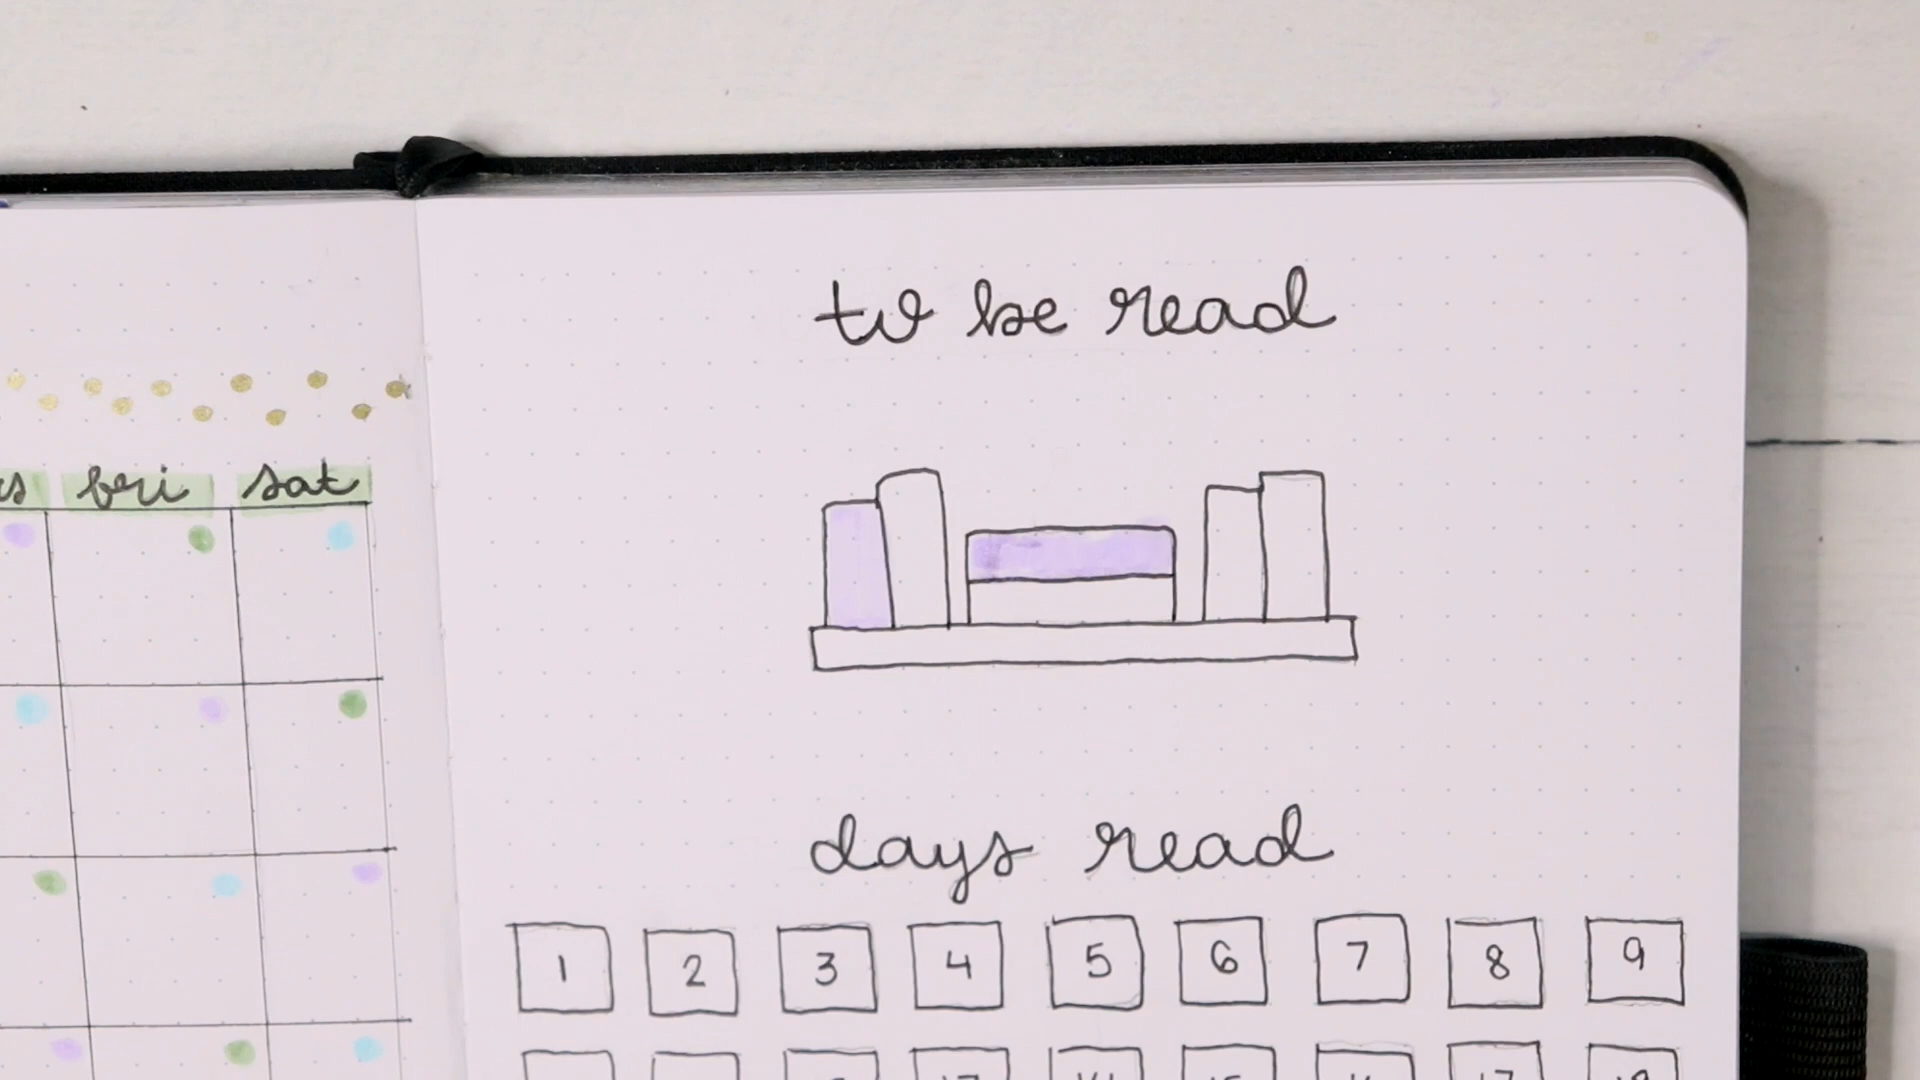 fri sat
to be read
days read
1 2 3 4 5 6 7 8 9